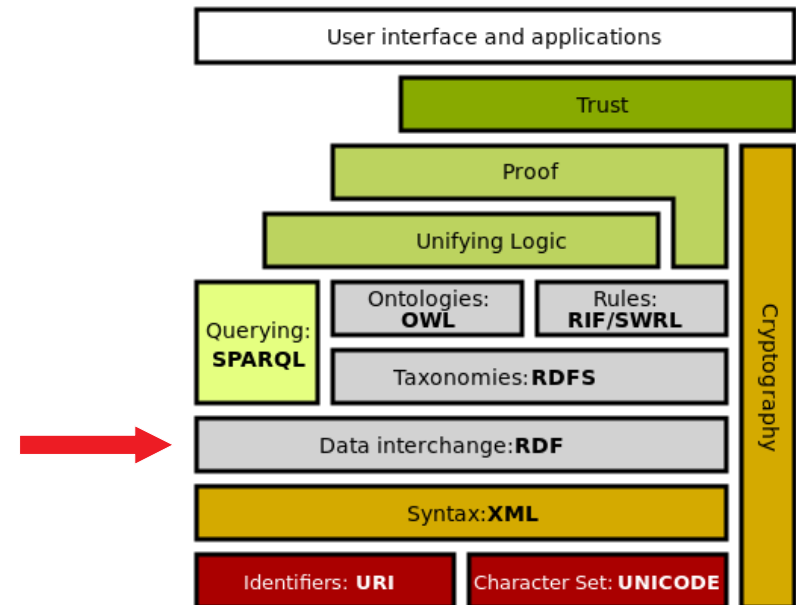 User interface and applications
Trust
Proof
Unifying Logic
Querying:
SPARQL
Ontologies:
OWL
Rules:
RIF/SWRL
Taxonomies: RDFS
Cryptography
Data interchange:RDF
Syntax:XML
Identifiers: URI
Character Set: UNICODE